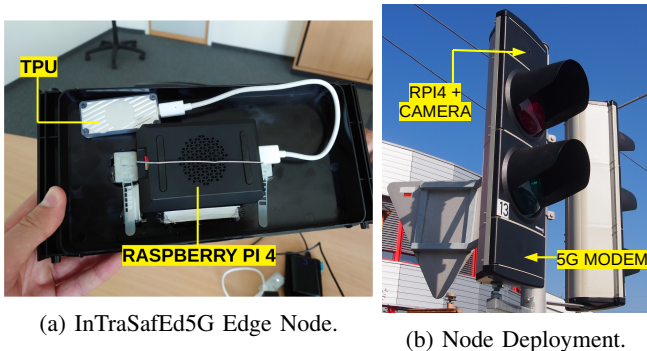 TPU
RASPBERRY PI 4
(a) InTraSafEd5G Edge Node.
RPI4 +
CAMERA
13
5G MODEM
(b) Node Deployment.